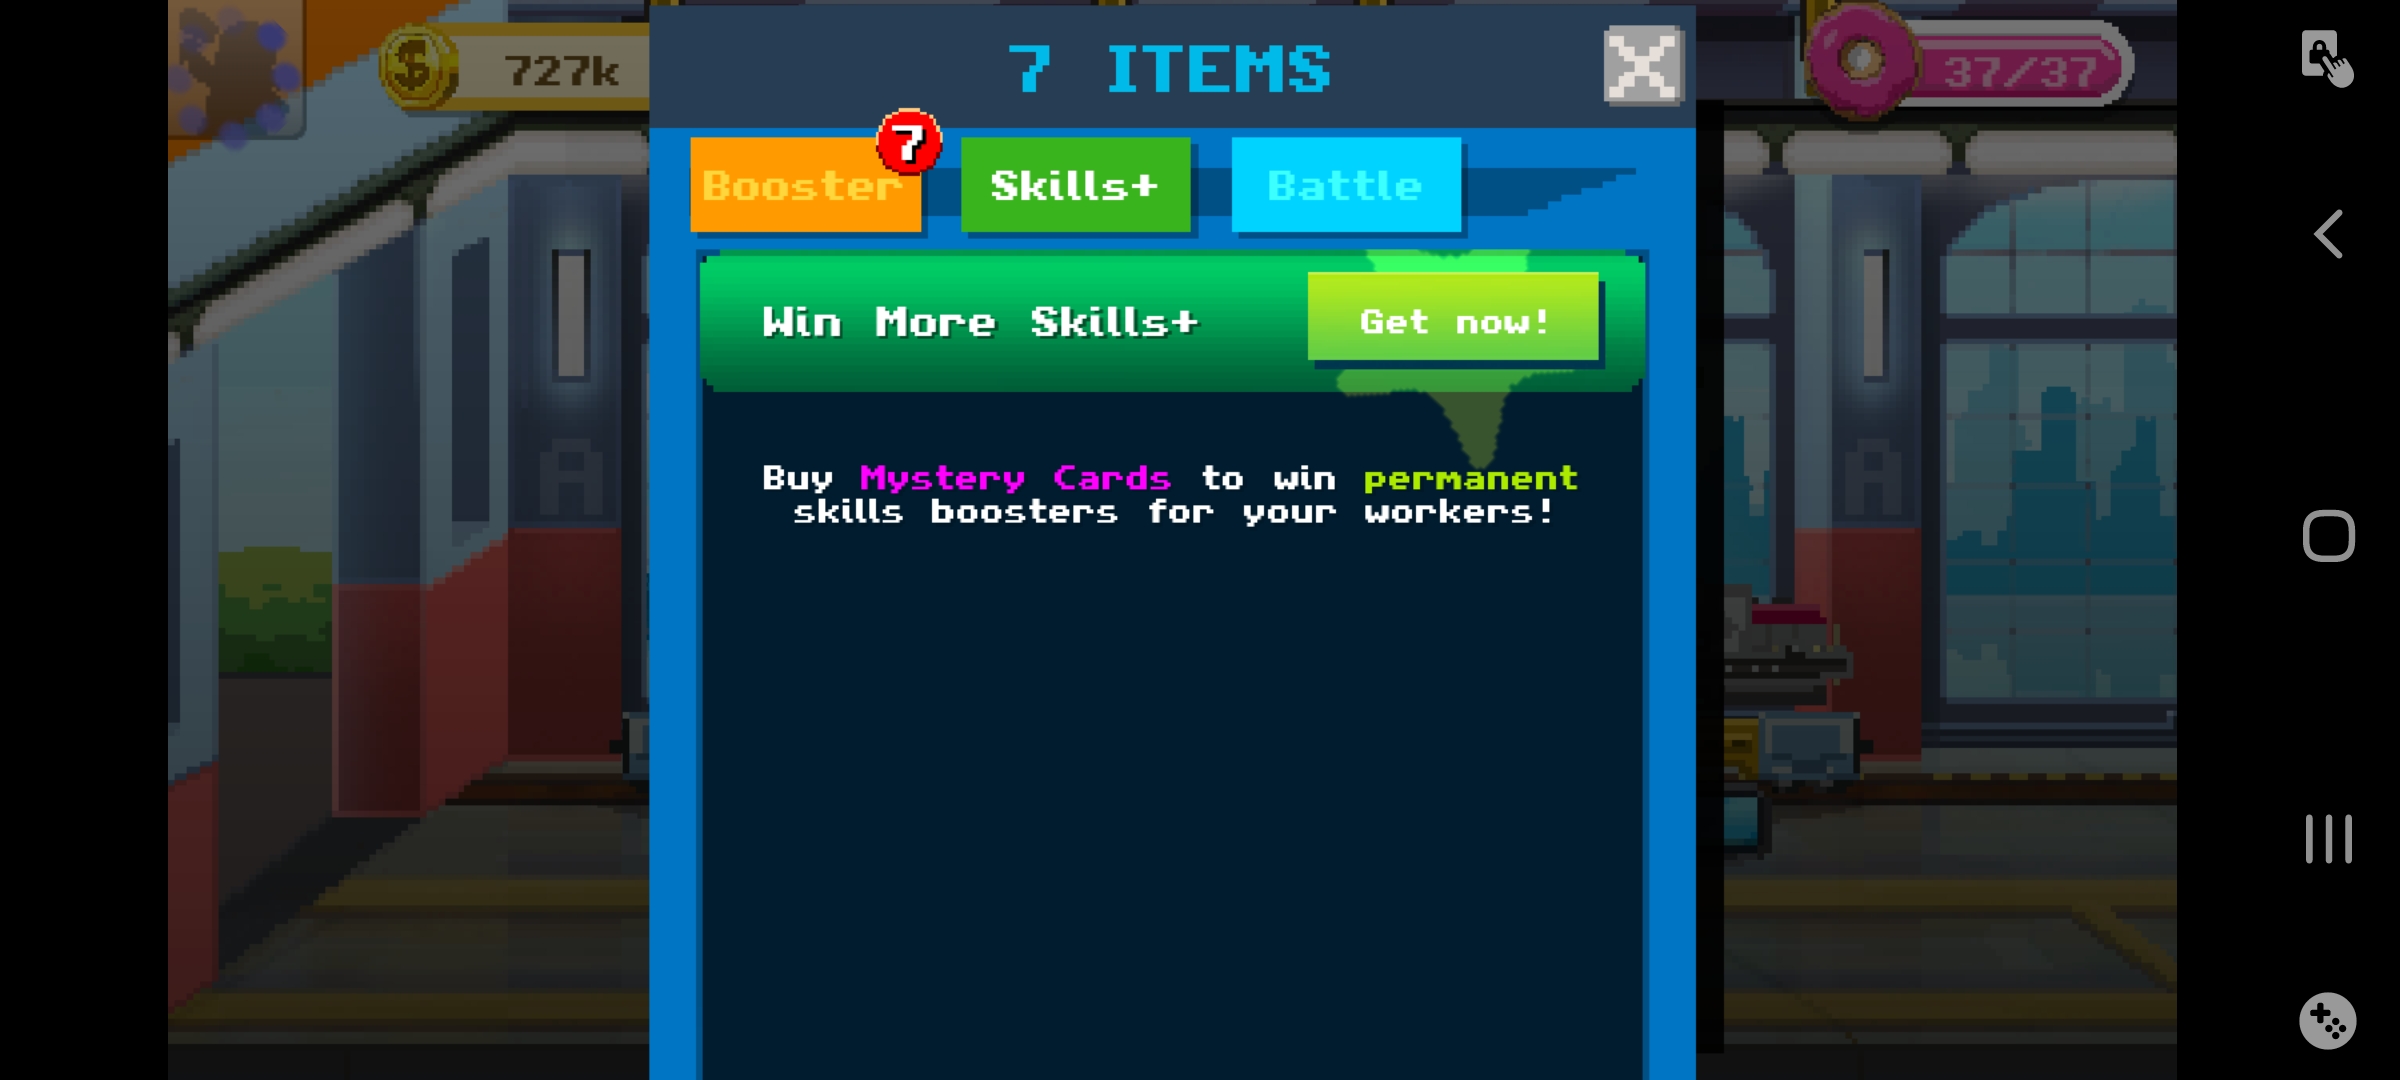 727k
7 ITEMS
37/37
7
Booster
Skills+
Battle
Win More Skills+
Get now!
Buy Mystery Cards to win permanent
skills boosters for your workers!
A
A